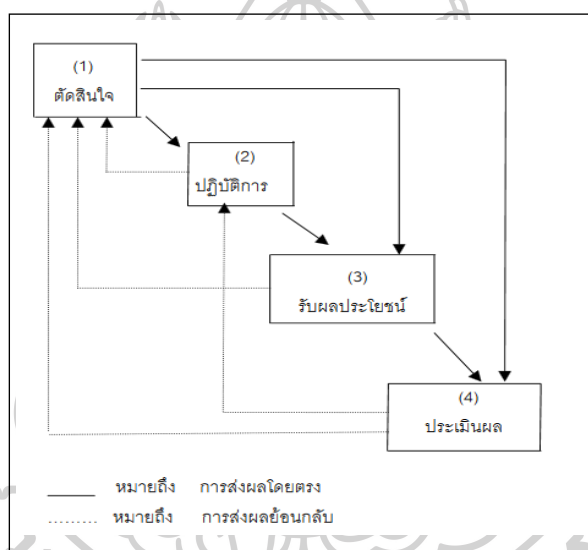 (1)
ตัดสินใจ
(2)
ปฏิบัติการ
(3)
รับผลประโยชน์
(4)
ประเมินผล
______ หมายถึง การส่งผลโดยตรง
......... หมายถึง การส่งผลย้อนกลับ